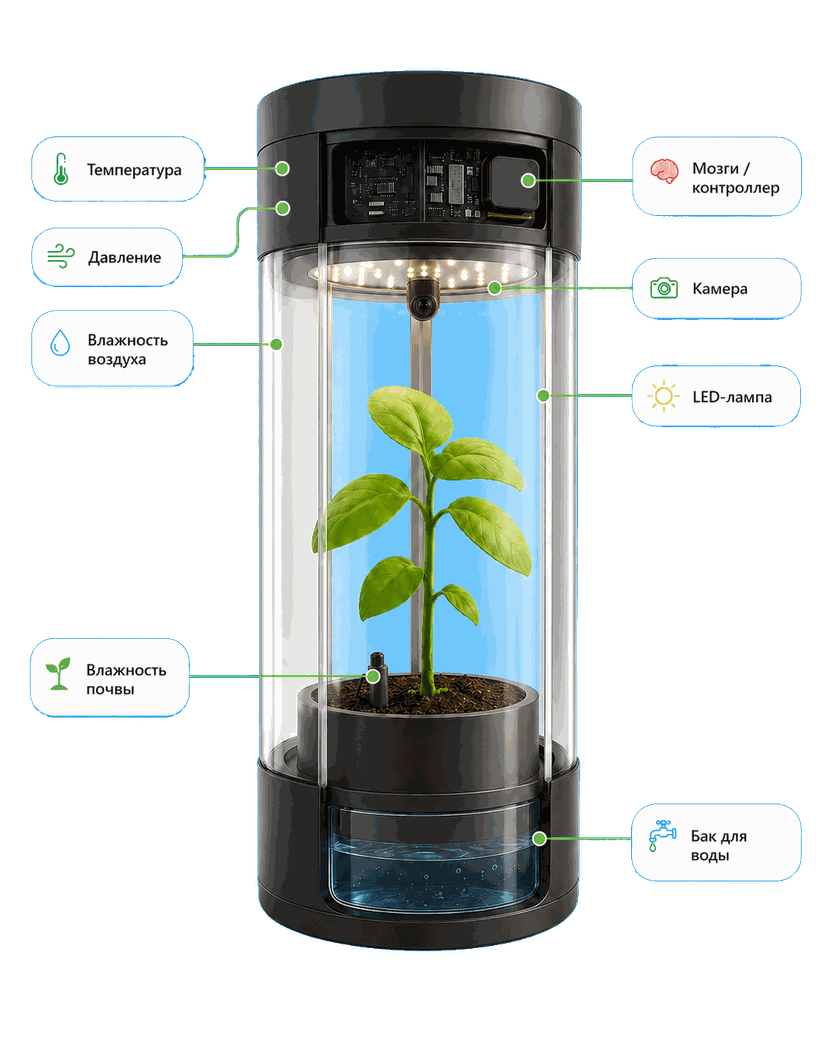 Температура
Давление
Влажность
воздуха
Влажность
почвы
Мозги /
контроллер
Камера
LED-лампа
Бак для
воды